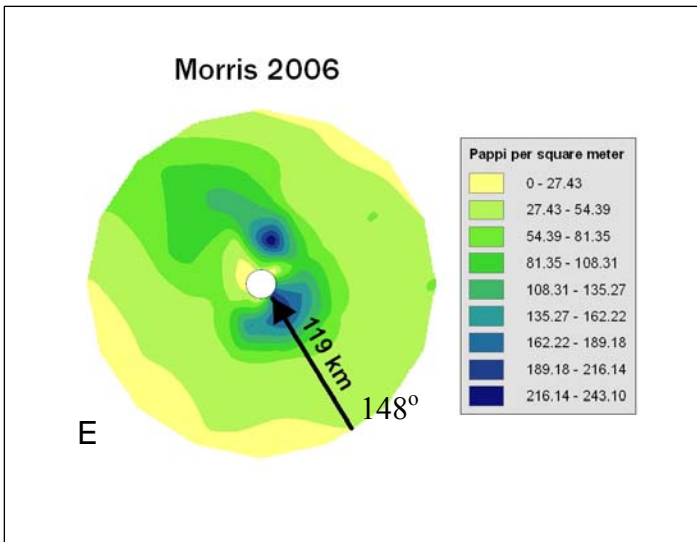 Morris 2006
Pappi per square meter
0 - 27.43
27.43 - 54.39
54.39 - 81.35
81.35 - 108.31
108.31 - 135.27
135.27 - 162.22
162.22 - 189.18
189.18 - 216.14
216.14 - 243.10
119 km
148º
E